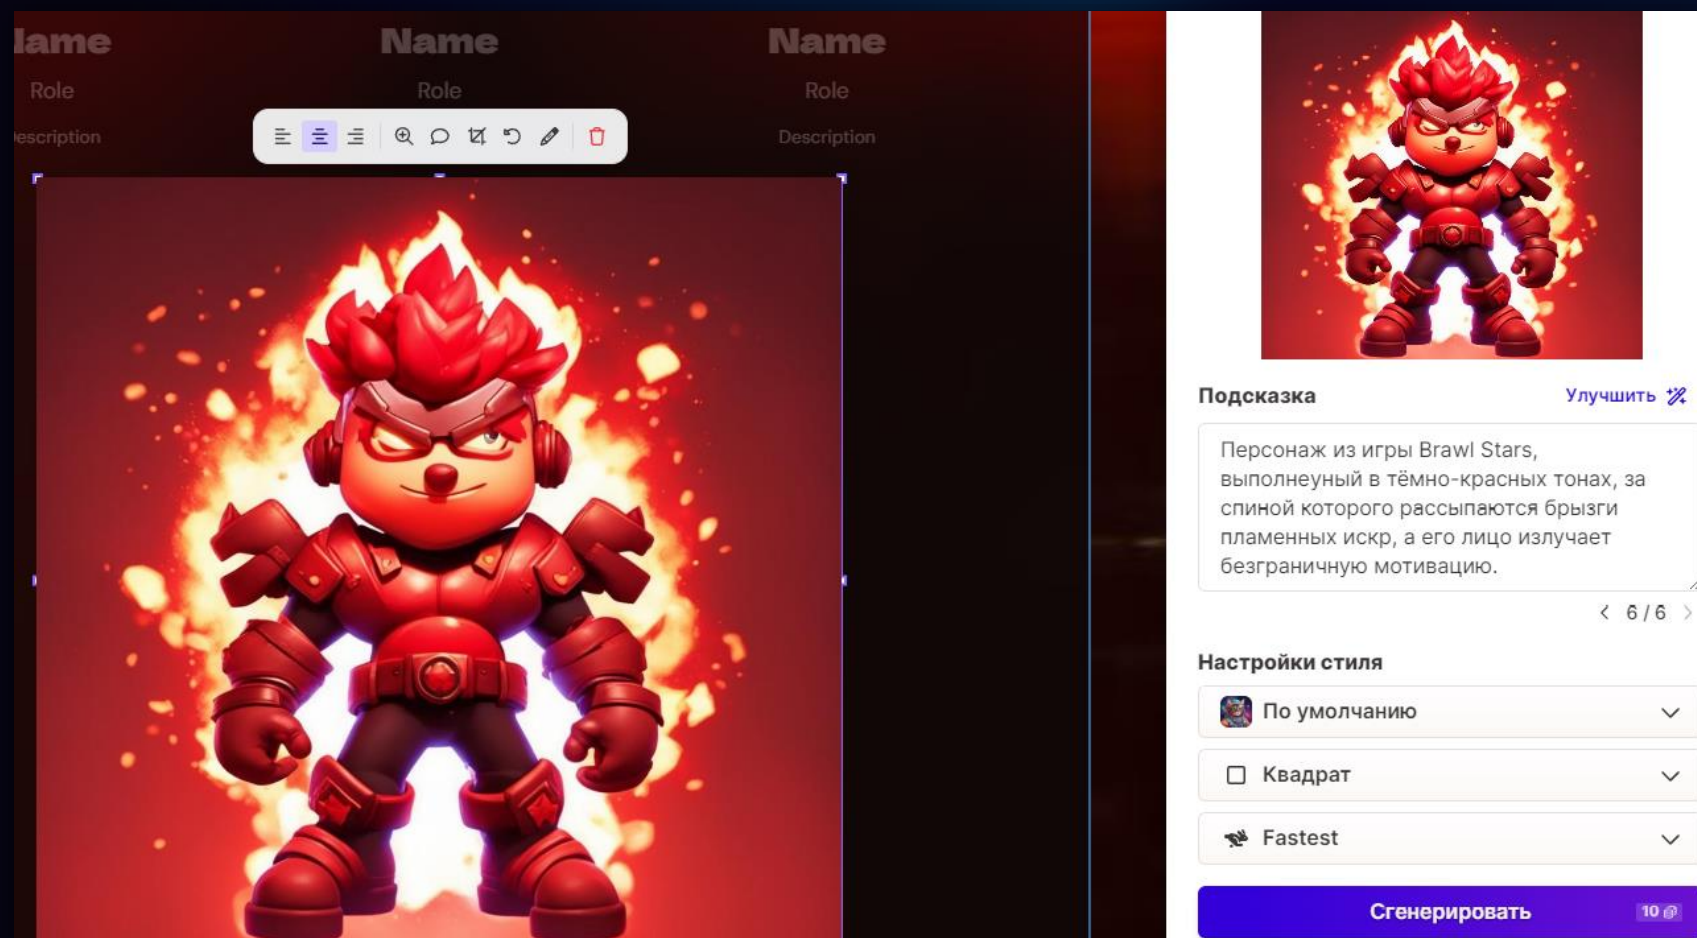 lame
Name
Name
Role
Role
Role
escription
Description
Подсказка
Улучшить
Персонаж из игры Brawl Stars,
выполнеуный в тёмно-красных тонах, за
спиной которого рассыпаются брызги
пламенных искр, а его лицо излучает
безграничную мотивацию.
6 / 6
Настройки стиля
По умолчанию
Квадрат
Fastest
Сгенерировать
10